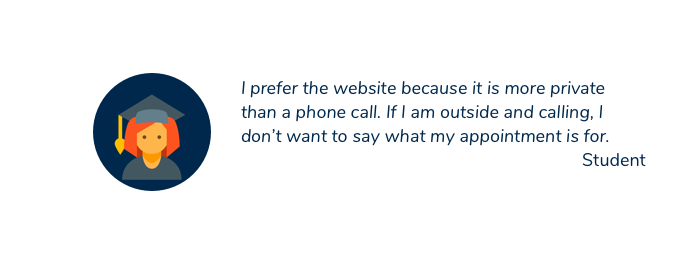 I prefer the website because it is more private
than a phone call. If I am outside and calling, I
don’t want to say what my appointment is for.
Student